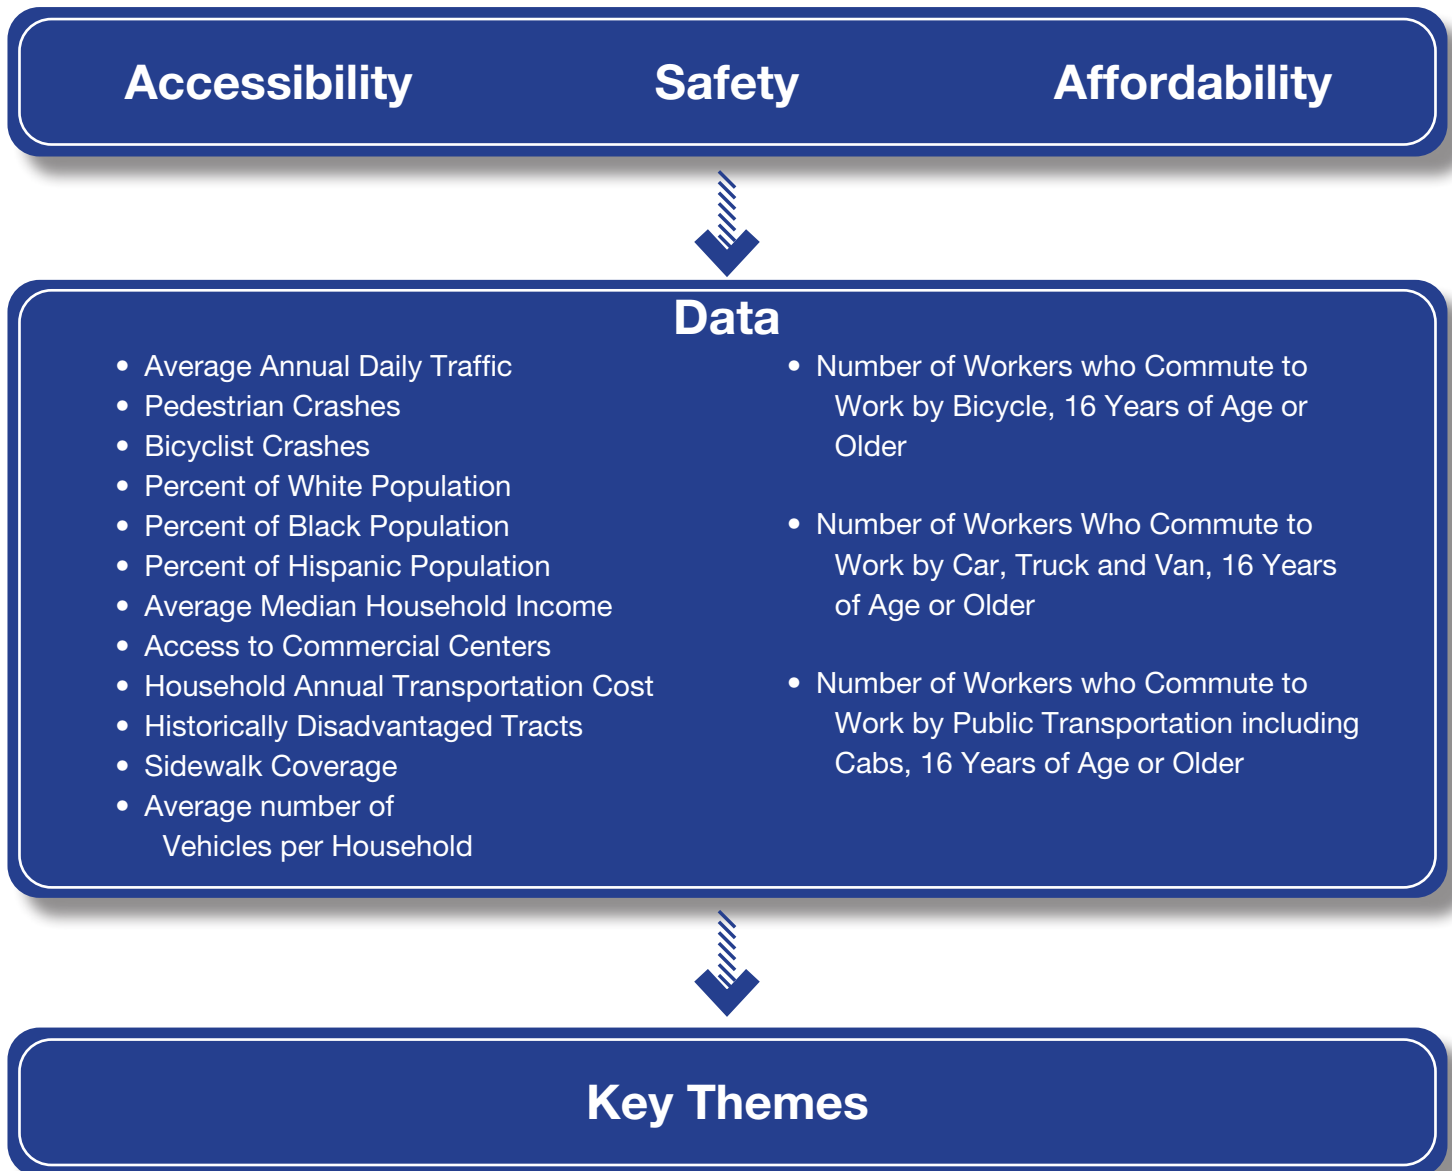 Accessibility Safety Affordability
Data
• Average Annual Daily Traffic
• Pedestrian Crashes
• Bicyclist Crashes
• Percent of White Population
• Percent of Black Population
• Percent of Hispanic Population
• Average Median Household Income
• Access to Commercial Centers
• Household Annual Transportation Cost
• Historically Disadvantaged Tracts
• Sidewalk Coverage
• Average number of
Vehicles per Household
• Number of Workers who Commute to
Work by Bicycle, 16 Years of Age or
Older
• Number of Workers Who Commute to
Work by Car, Truck and Van, 16 Years
of Age or Older
• Number of Workers who Commute to
Work by Public Transportation including
Cabs, 16 Years of Age or Older
Key Themes